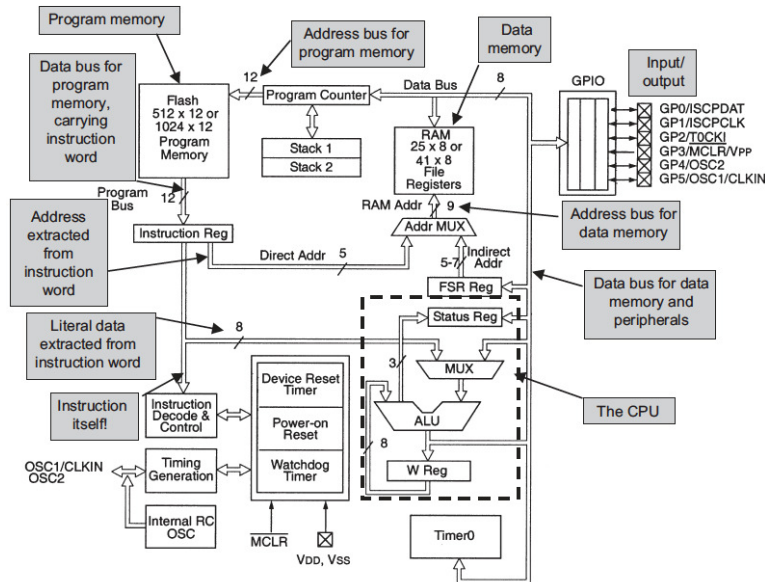 Program memory
Address bus for
program memory
Data
memory
Input/
output
Data bus for
program
memory,
carrying
instruction
word
12
Data Bus
8
GPIO
Flash
512 x 12 or
1024 x 12
Program
Memory
Program Counter
Stack 1
Stack 2
RAM
25 x 8 or
41 x 8
File
Registers
GP0/ISCPDAT
GP1/ISCPCLK
GP2/T0CKI
GP3/MCLR/VPP
GP4/OSC2
GP5/OSC1/CLKIN
Program
Bus
12
RAM Addr
9
Address bus for
data memory
Address
extracted
from
instruction
word
Instruction Reg
Addr MUX
Direct Addr
5
5-7
Indirect
Addr
FSR Reg
Data bus for
data memory
and
peripherals
Status Reg
Literal data
extracted from
instruction word
8
3
MUX
Instruction
itself!
Instruction
Decode &
Control
Device Reset
Timer
Power-on
Reset
Watchdog
Timer
ALU
8
W Reg
The CPU
OSC1/CLKIN
OSC2
Timing
Generation
Internal RC
OSC
MCLR
VDD, VSS
Timer0